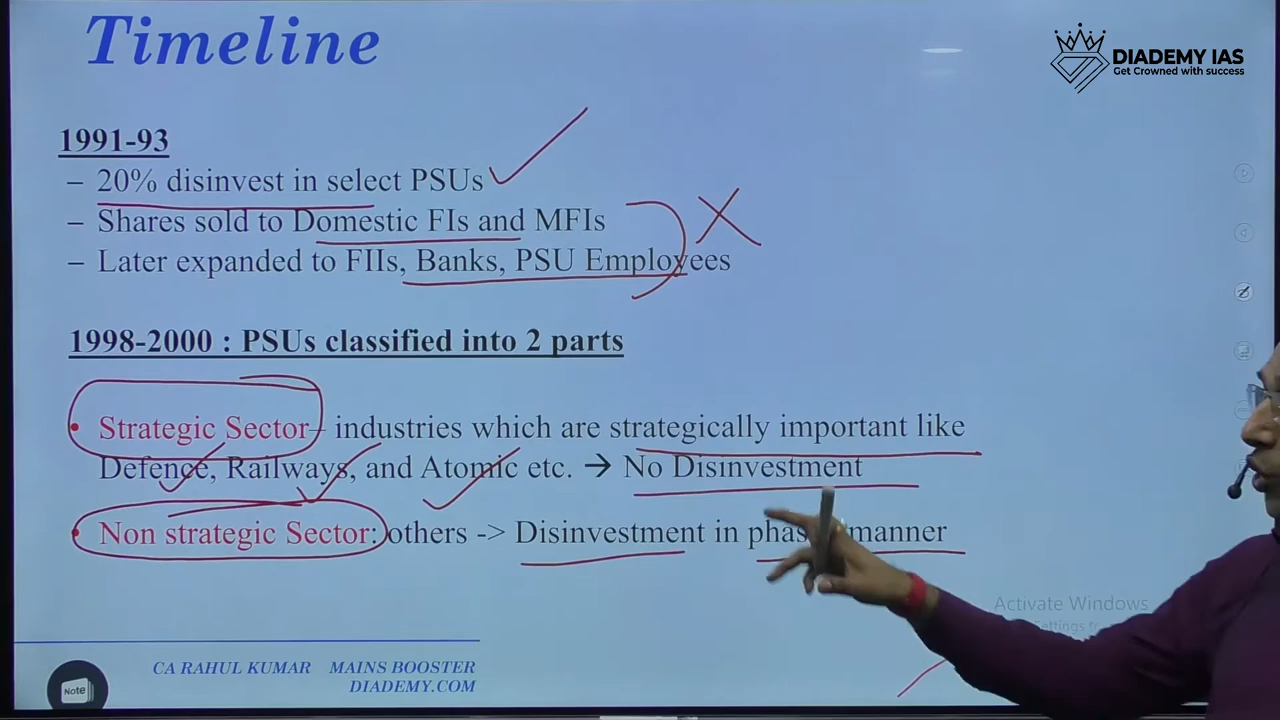 Timeline
DIADEMY IAS
Get Crowned with success
1991-93
– 20% disinvest in select PSUs
– Shares sold to Domestic FIs and MFIs
– Later expanded to FIIs, Banks, PSU Employees
1998-2000 : PSUs classified into 2 parts
• Strategic Sector– industries which are strategically important like
Defence, Railways, and Atomic etc. → No Disinvestment
• Non strategic Sector: others -> Disinvestment in manner
Activate Windows
CA RAHUL KUMAR MAINS BOOSTER
DIADEMY.COM
Note